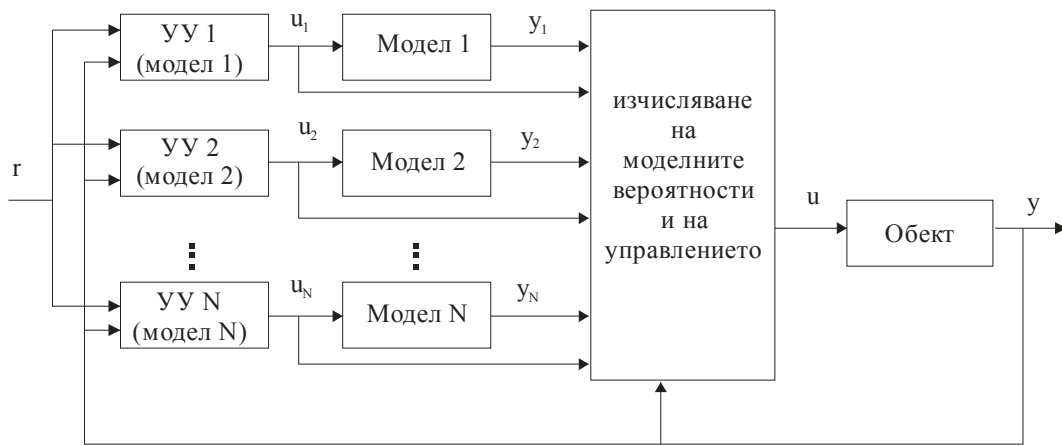 r
УУ 1
(модел 1)
u1
Модел 1
y1
УУ 2
(модел 2)
u2
Модел 2
y2
УУ N
(модел N)
uN
Модел N
yN
изчисляване
на
моделните
вероятности
и на
управлението
u
Обект
y